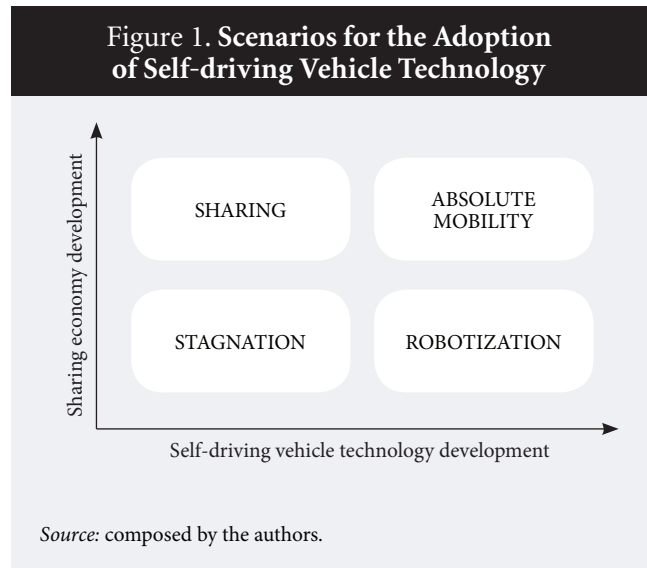 Figure 1. Scenarios for the Adoption
of Self-driving Vehicle Technology
Sharing economy development
SHARING
ABSOLUTE
MOBILITY
STAGNATION
ROBOTIZATION
Self-driving vehicle technology development
Source: composed by the authors.